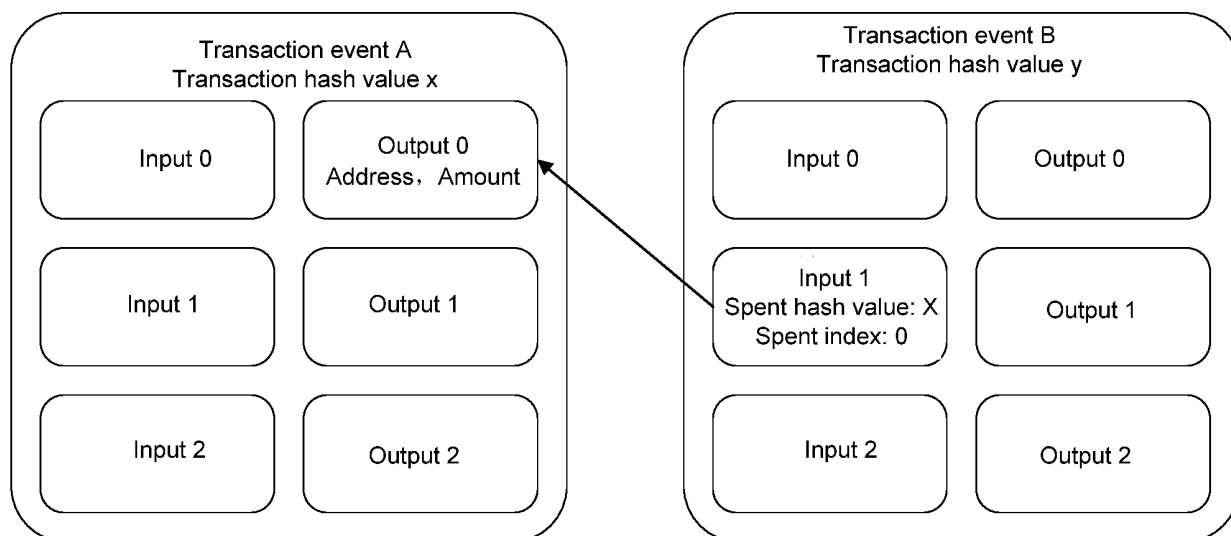 Transaction event A
Transaction hash value x
Input 0
Output 0
Address，Amount
Input 1
Output 1
Input 2
Output 2
Transaction event B
Transaction hash value y
Input 0
Output 0
Input 1
Spent hash value: X
Spent index: 0
Output 1
Input 2
Output 2